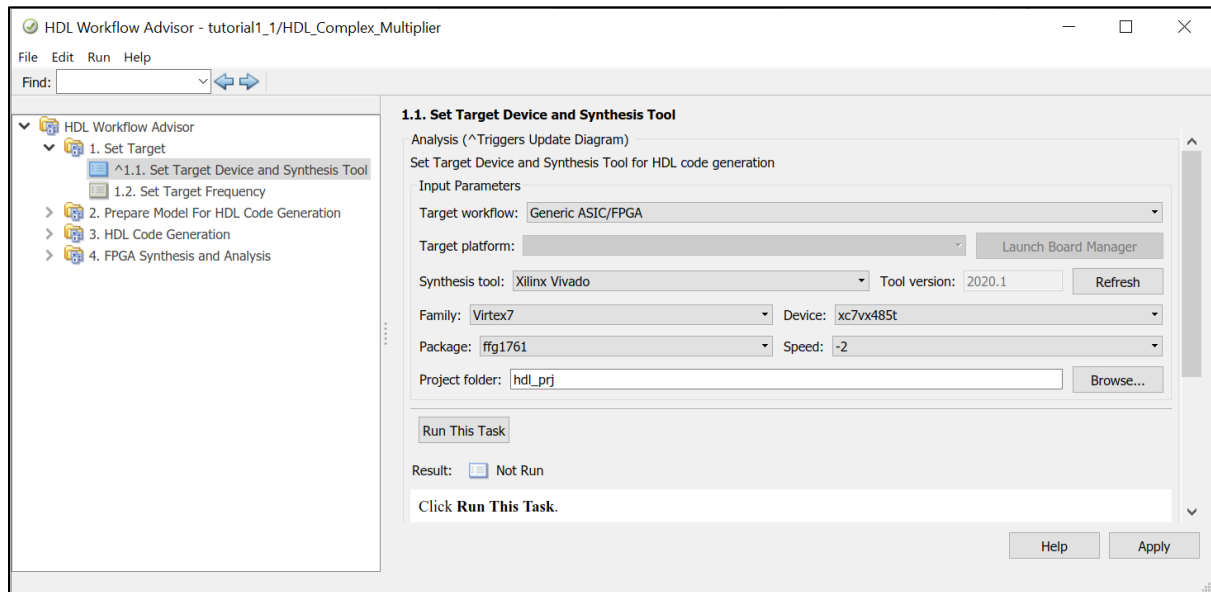 HDL Workflow Advisor - tutorial1_1/HDL_Complex_Multiplier
File Edit Run Help
Find:
HDL Workflow Advisor
1. Set Target
^1.1. Set Target Device and Synthesis Tool
1.2. Set Target Frequency
2. Prepare Model For HDL Code Generation
3. HDL Code Generation
4. FPGA Synthesis and Analysis
1.1. Set Target Device and Synthesis Tool
Analysis (^Triggers Update Diagram)
Set Target Device and Synthesis Tool for HDL code generation
Input Parameters
Target workflow: Generic ASIC/FPGA
Target platform: Launch Board Manager
Synthesis tool: Xilinx Vivado Tool version: 2020.1 Refresh
Family: Virtex7 Device: xc7vx485t
Package: ffg1761 Speed: -2
Project folder: hdl_prj Browse...
Run This Task
Result: Not Run
Click Run This Task.
Help Apply